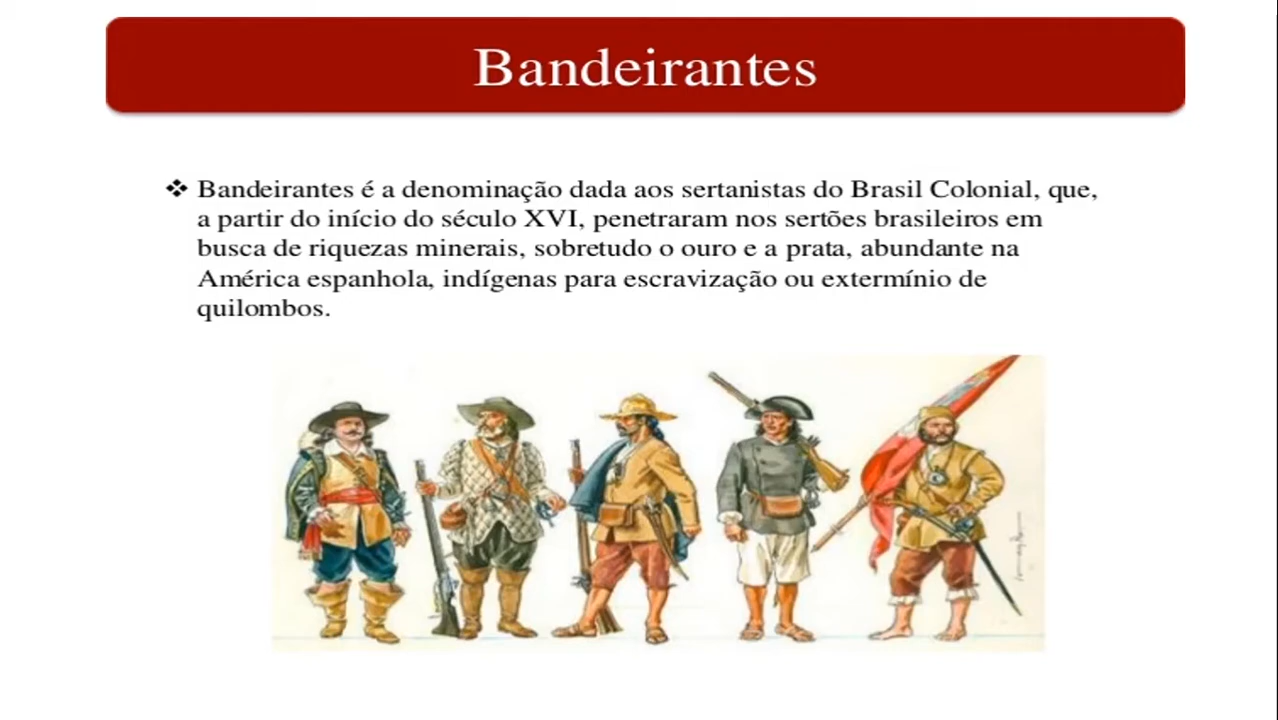 Bandeirantes
❖ Bandeirantes é a denominação dada aos sertanistas do Brasil Colonial, que,
a partir do início do século XVI, penetraram nos sertões brasileiros em
busca de riquezas minerais, sobretudo o ouro e a prata, abundante na
América espanhola, indígenas para escravização ou extermínio de
quilombos.